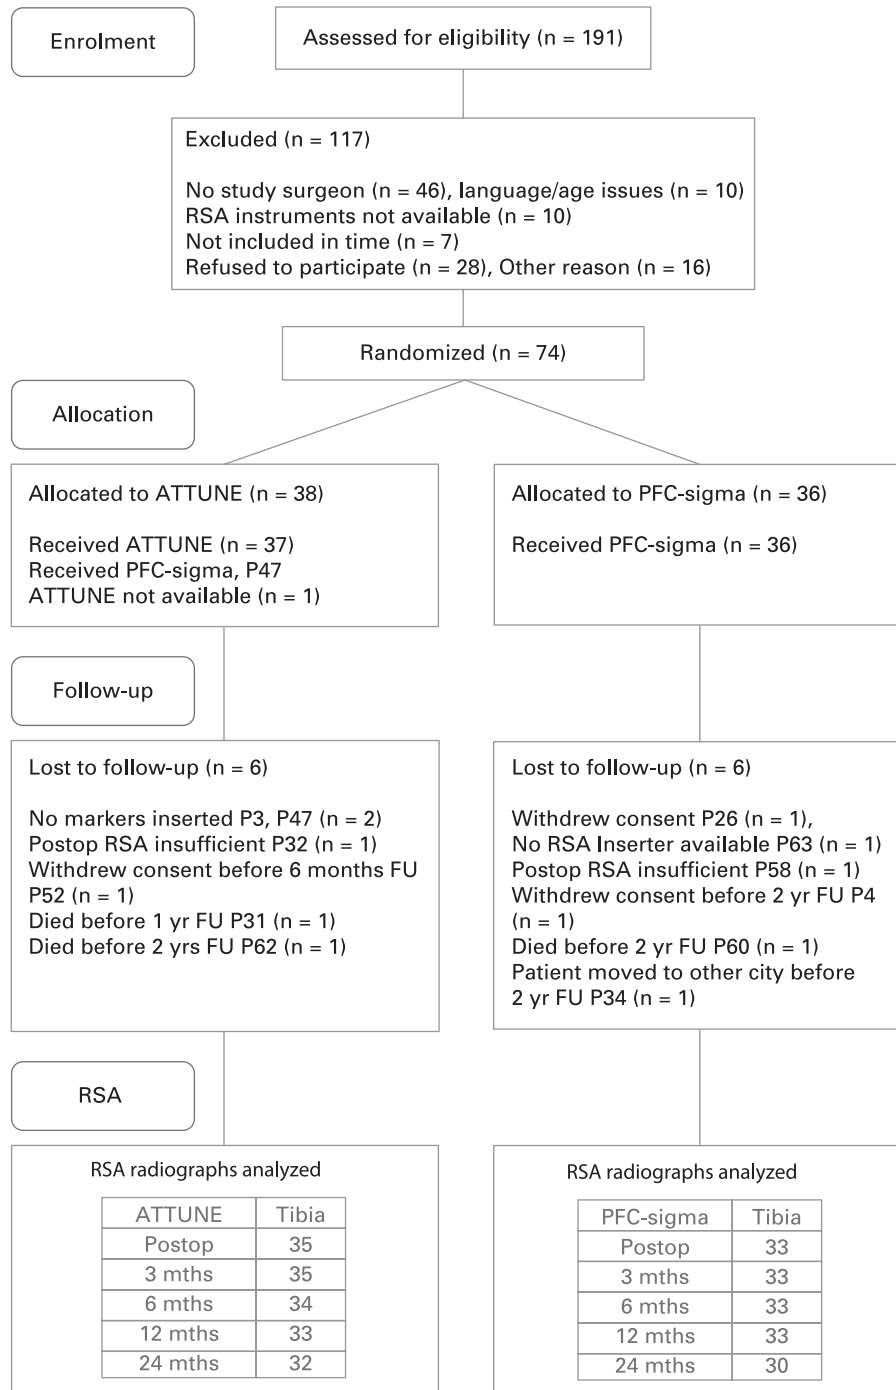 Enrolment
Assessed for eligibility (n = 191)
Excluded (n = 117)
No study surgeon (n = 46), language/age issues (n = 10)
RSA instruments not available (n = 10)
Not included in time (n = 7)
Refused to participate (n = 28), Other reason (n = 16)
Randomized (n = 74)
Allocation
Allocated to ATTUNE (n = 38)
Received ATTUNE (n = 37)
Received PFC-sigma, P47
ATTUNE not available (n = 1)
Allocated to PFC-sigma (n = 36)
Received PFC-sigma (n = 36)
Follow-up
Lost to follow-up (n = 6)
No markers inserted P3, P47 (n = 2)
Postop RSA insufficient P32 (n = 1)
Withdrew consent before 6 months FU
P52 (n = 1)
Died before 1 yr FU P31 (n = 1)
Died before 2 yrs FU P62 (n = 1)
Lost to follow-up (n = 6)
Withdrew consent P26 (n = 1),
No RSA Inserter available P63 (n = 1)
Postop RSA insufficient P58 (n = 1)
Withdrew consent before 2 yr FU P4
(n = 1)
Died before 2 yr FU P60 (n = 1)
Patient moved to other city before
2 yr FU P34 (n = 1)
RSA
RSA radiographs analyzed
ATTUNE Tibia
Postop 35
3 mths 35
6 mths 34
12 mths 33
24 mths 32
RSA radiographs analyzed
PFC-sigma Tibia
Postop 33
3 mths 33
6 mths 33
12 mths 33
24 mths 30